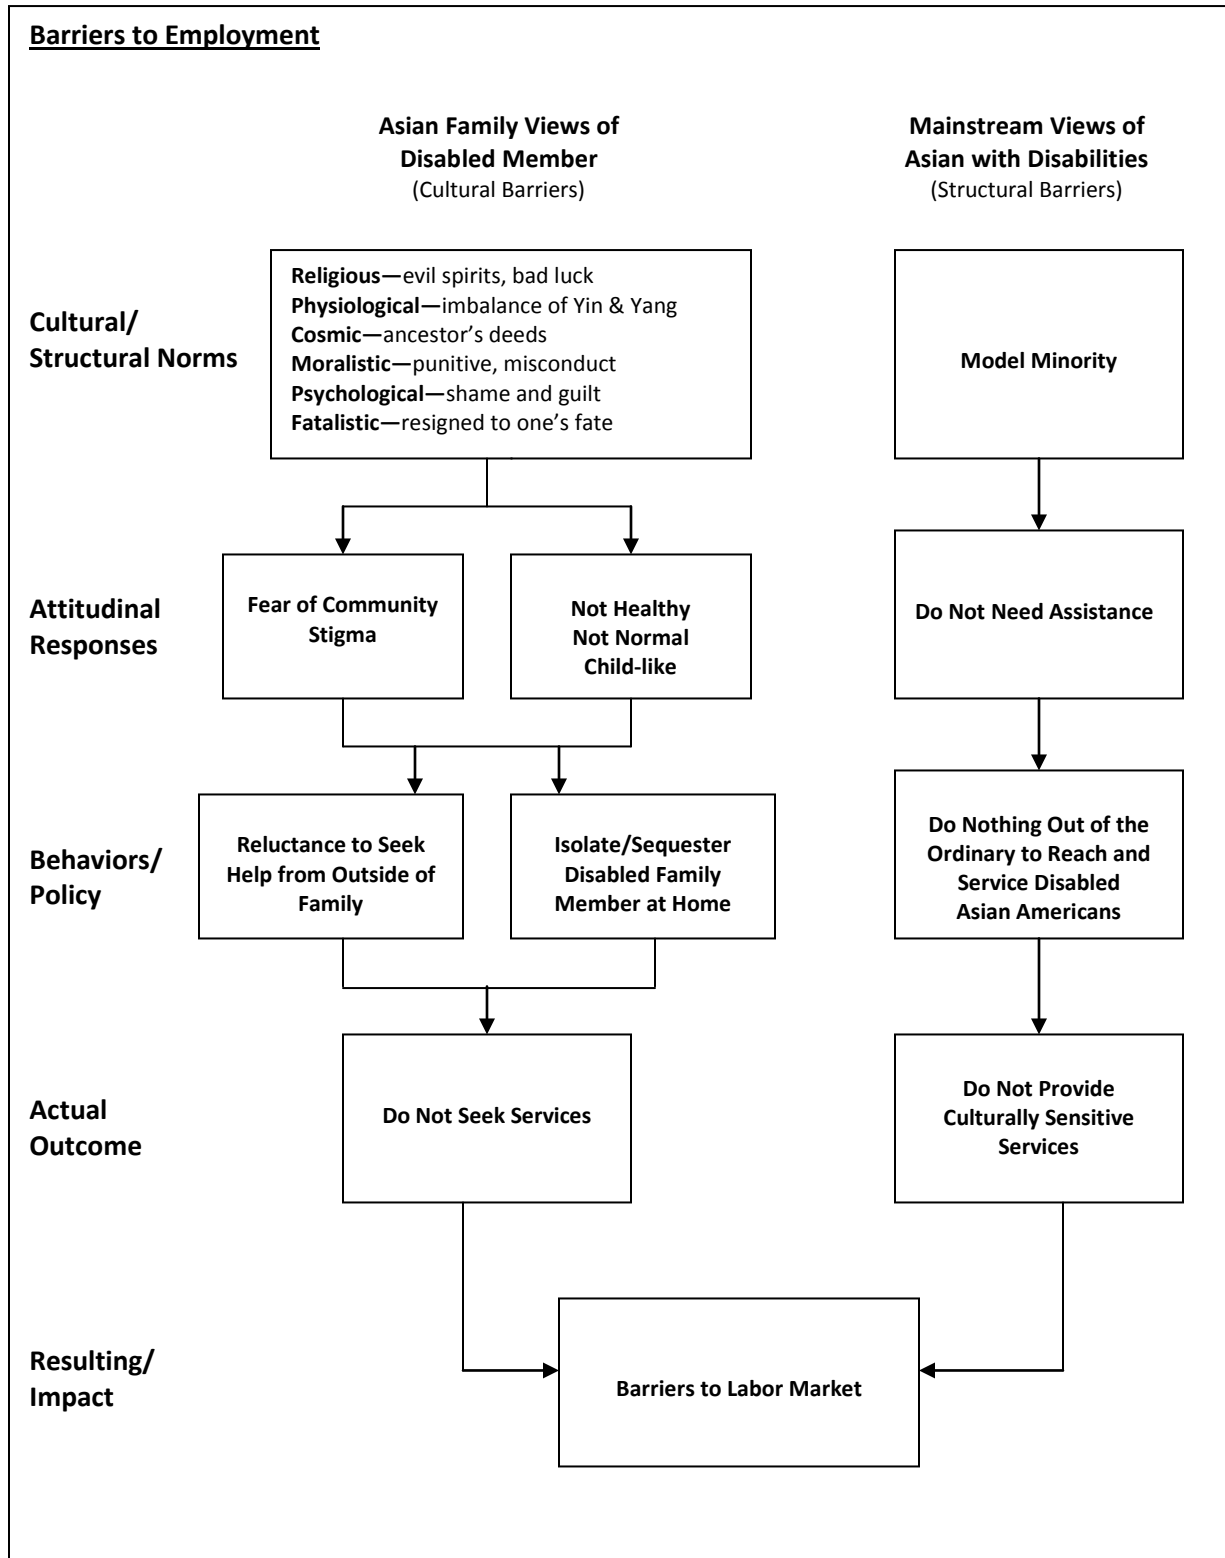 Barriers to Employment
Asian Family Views of
Disabled Member
(Cultural Barriers)
Mainstream Views of
Asian with Disabilities
(Structural Barriers)
Cultural/
Structural Norms
Religious—evil spirits, bad luck
Physiological—imbalance of Yin & Yang
Cosmic—ancestor's deeds
Moralistic—punitive, misconduct
Psychological—shame and guilt
Fatalistic—resigned to one's fate
Model Minority
Attitudinal
Responses
Fear of Community
Stigma
Not Healthy
Not Normal
Child-like
Do Not Need Assistance
Behaviors/
Policy
Reluctance to Seek
Help from Outside of
Family
Isolate/Sequester
Disabled Family
Member at Home
Do Nothing Out of the
Ordinary to Reach and
Service Disabled
Asian Americans
Actual
Outcome
Do Not Seek Services
Do Not Provide
Culturally Sensitive
Services
Resulting/
Impact
Barriers to Labor Market